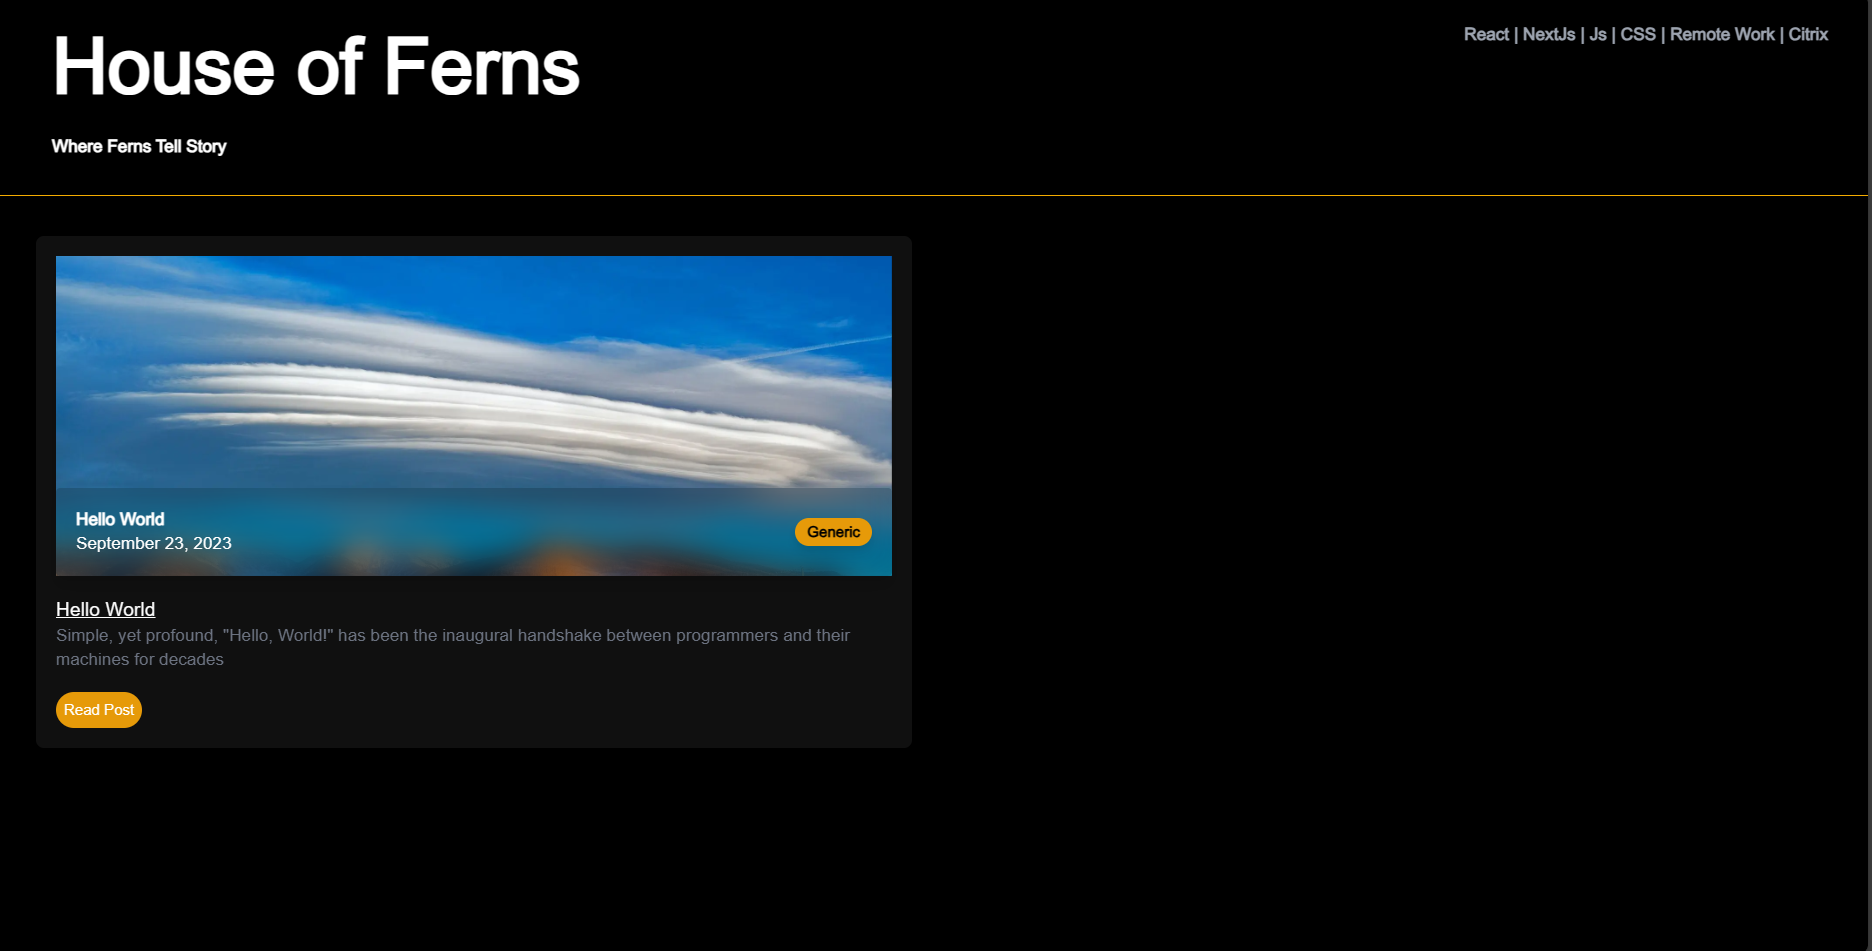 House of Ferns
React | NextJs | Js | CSS | Remote Work | Citrix
Where Ferns Tell Story
Hello World
September 23, 2023
Generic
Hello World
Simple, yet profound, "Hello, World!" has been the inaugural handshake between programmers and their
machines for decades
Read Post